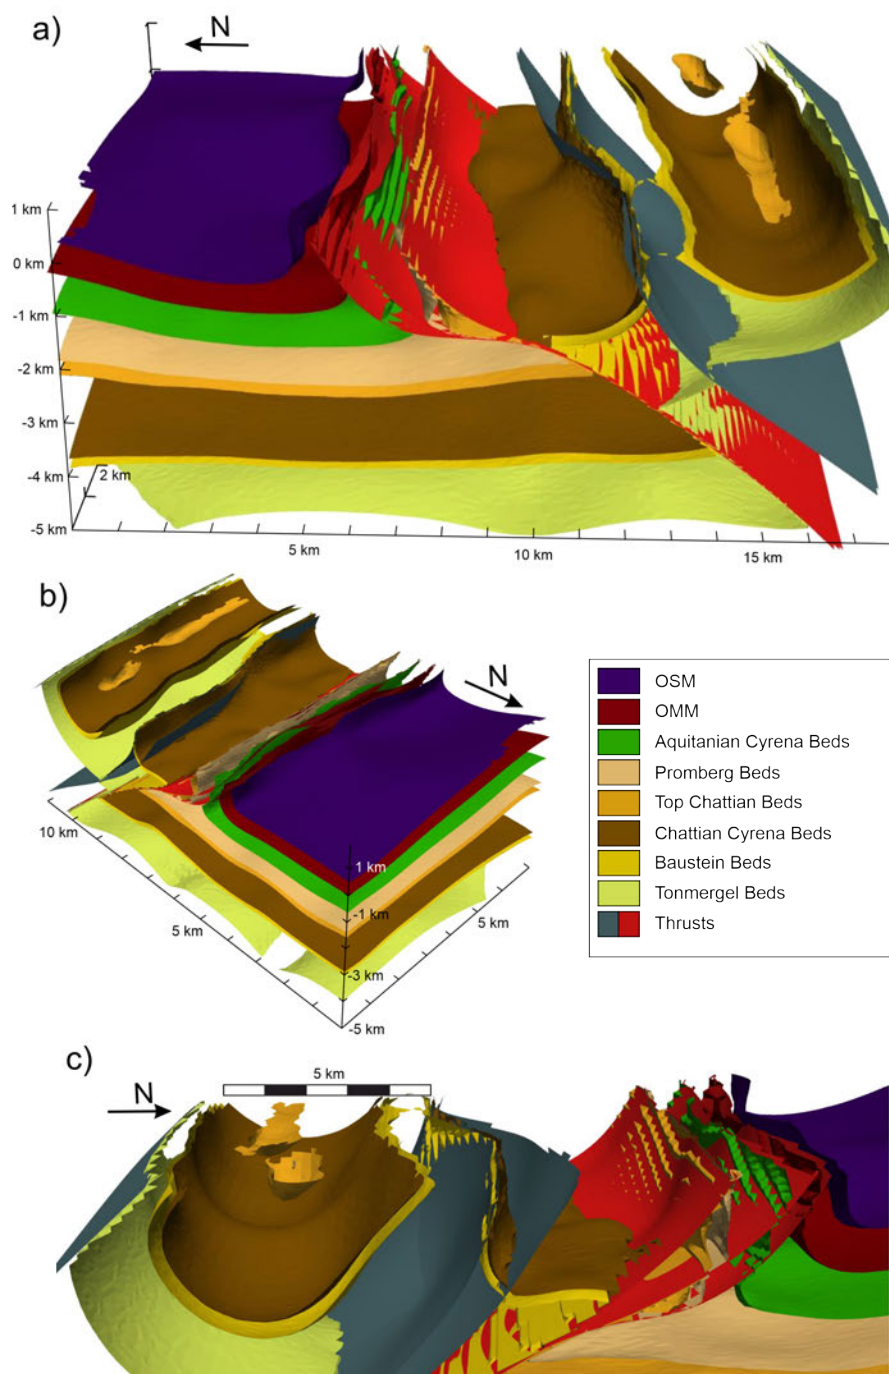 a)
N
1 km
0 km
-1 km
-2 km
-3 km
-4 km
2 km
-5 km
5 km
10 km
15 km
b)
N
10 km
1 km
-1 km
5 km
5 km
-3 km
-5 km
OSM
OMM
Aquitanian Cyrena Beds
Promberg Beds
Top Chattian Beds
Chattian Cyrena Beds
Baustein Beds
Tonmergel Beds
Thrusts
c)
5 km
N